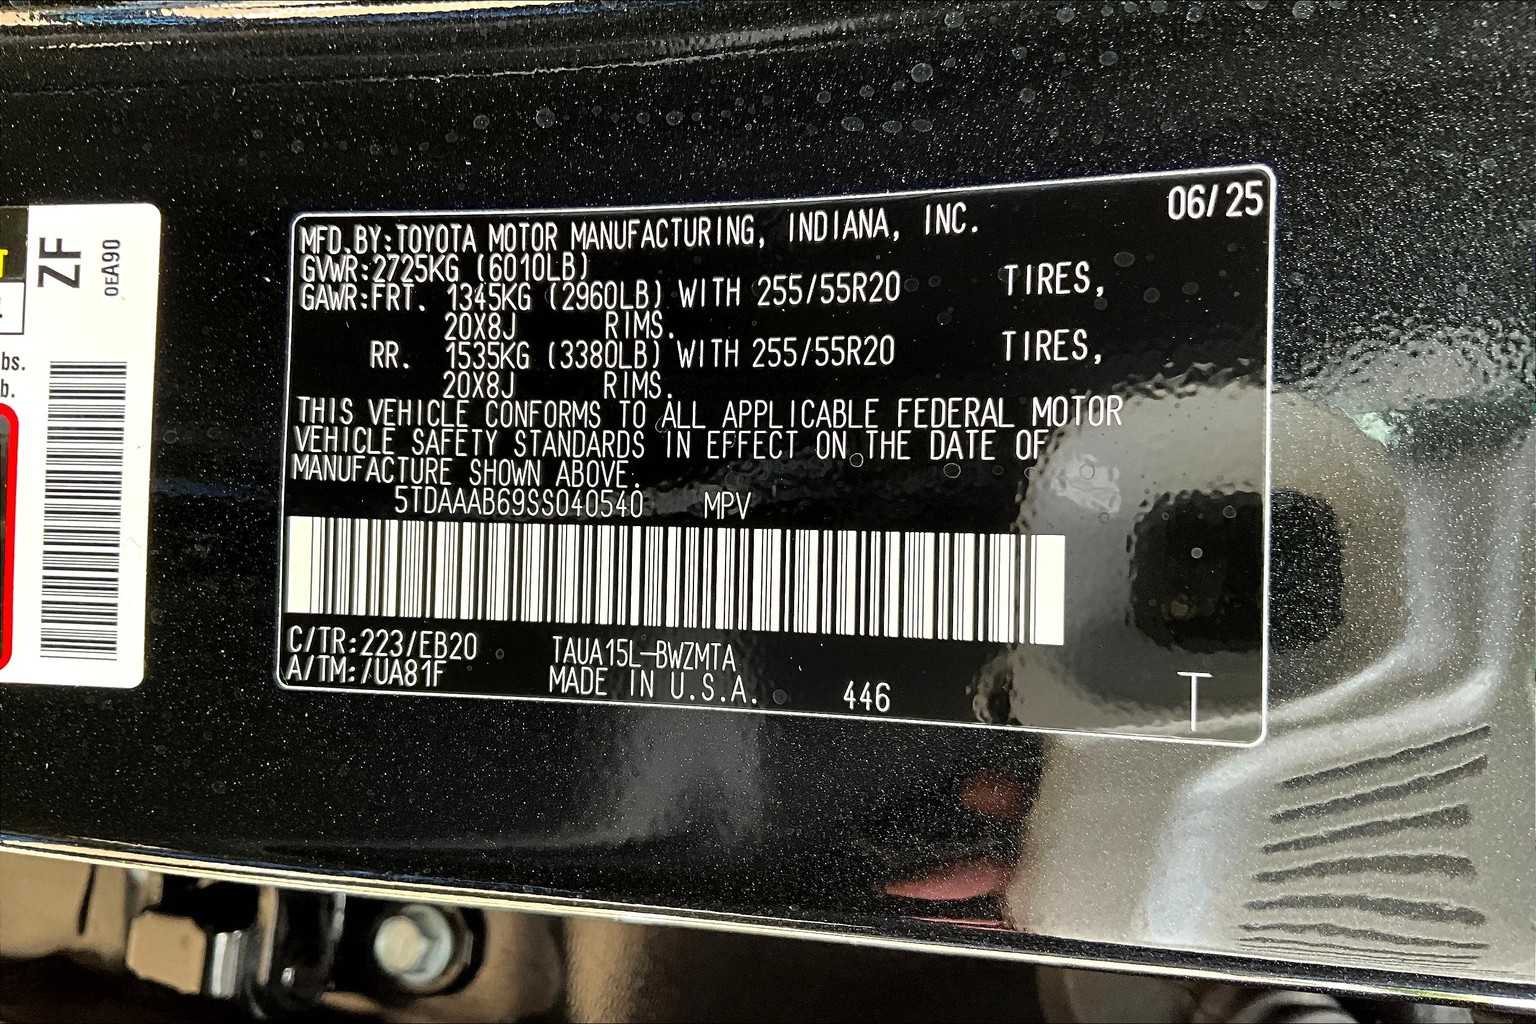 06/25
MFD.BY:TOYOTA MOTOR MANUFACTURING, INDIANA, INC.
GVWR:2725KG (6010LB)
GAWR:FRT. 1345KG (2960LB) WITH 255/55R20 TIRES,
20X8J RIMS.
RR. 1535KG (3380LB) WITH 255/55R20 TIRES,
20X8J RIMS.
THIS VEHICLE CONFORMS TO ALL APPLICABLE FEDERAL MOTOR
VEHICLE SAFETY STANDARDS IN EFFECT ON THE DATE OF
MANUFACTURE SHOWN ABOVE.
5TDAAAB69SS040540 MPV
C/TR:223/EB20 TAUA15L-BWZMTA
A/TM:/UA81F MADE IN U.S.A. 446 T
ZF
0EA90
bs.
b.